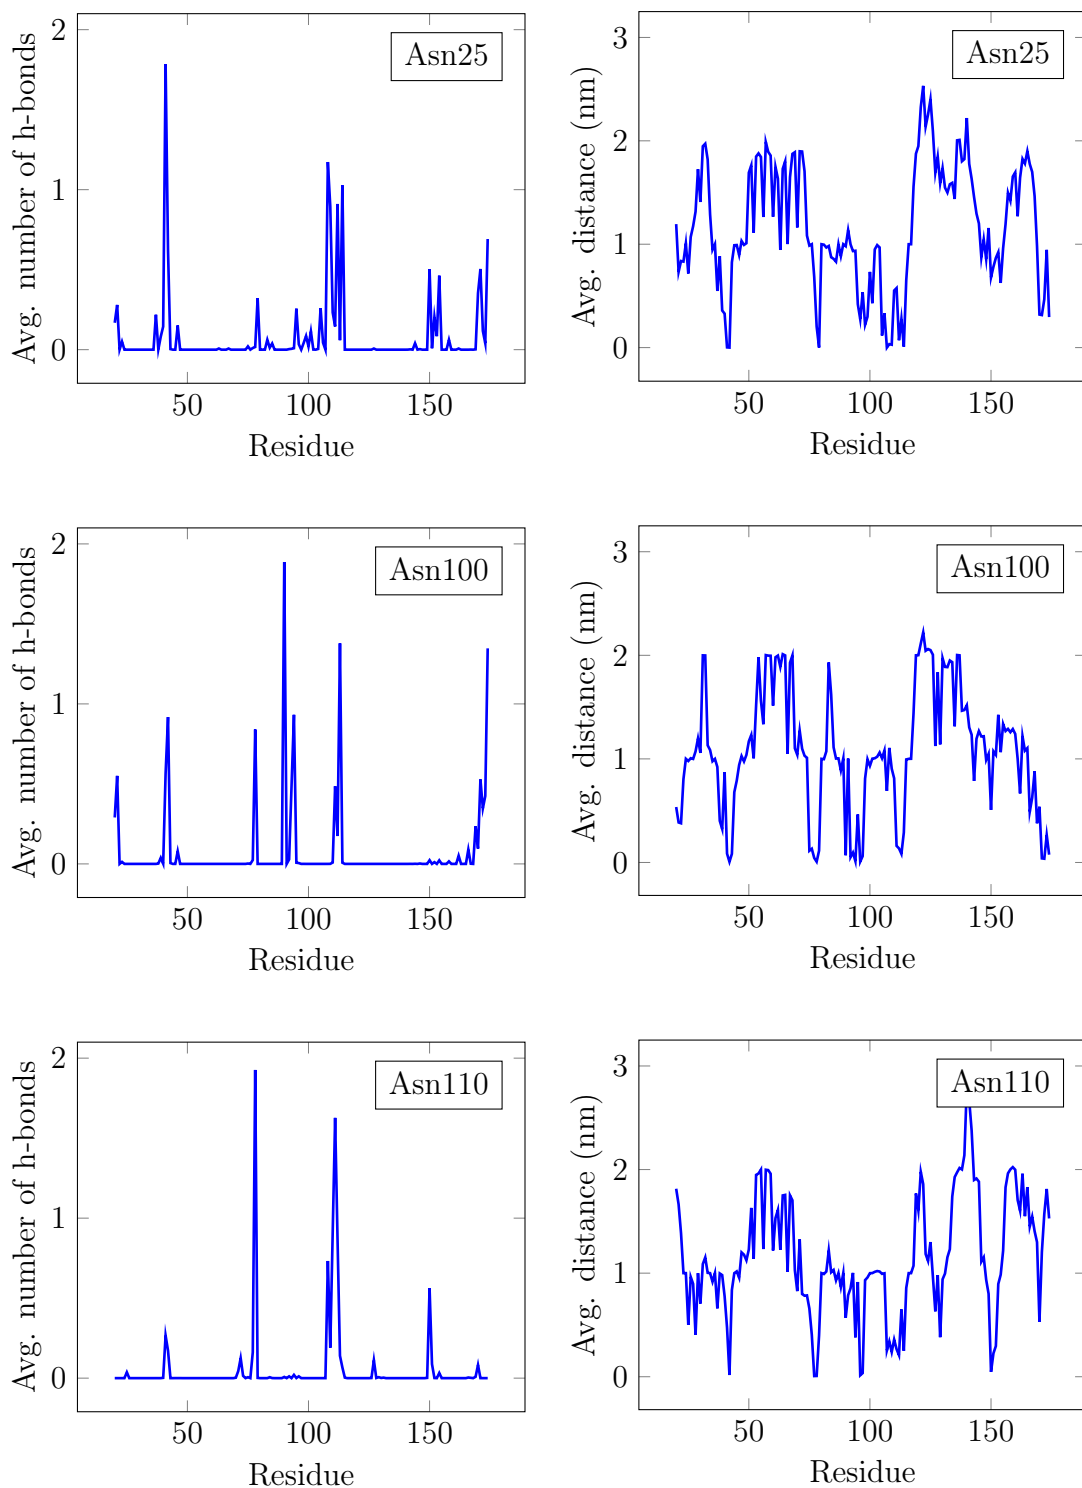 Avg. number of h-bonds
2
1
0
50 100 150
Residue
Asn25
Avg. distance (nm)
3
2
1
0
50 100 150
Residue
Asn25
Avg. number of h-bonds
2
1
0
50 100 150
Residue
Asn100
Avg. distance (nm)
3
2
1
0
50 100 150
Residue
Asn100
Avg. number of h-bonds
2
1
0
50 100 150
Residue
Asn110
Avg. distance (nm)
3
2
1
0
50 100 150
Residue
Asn110